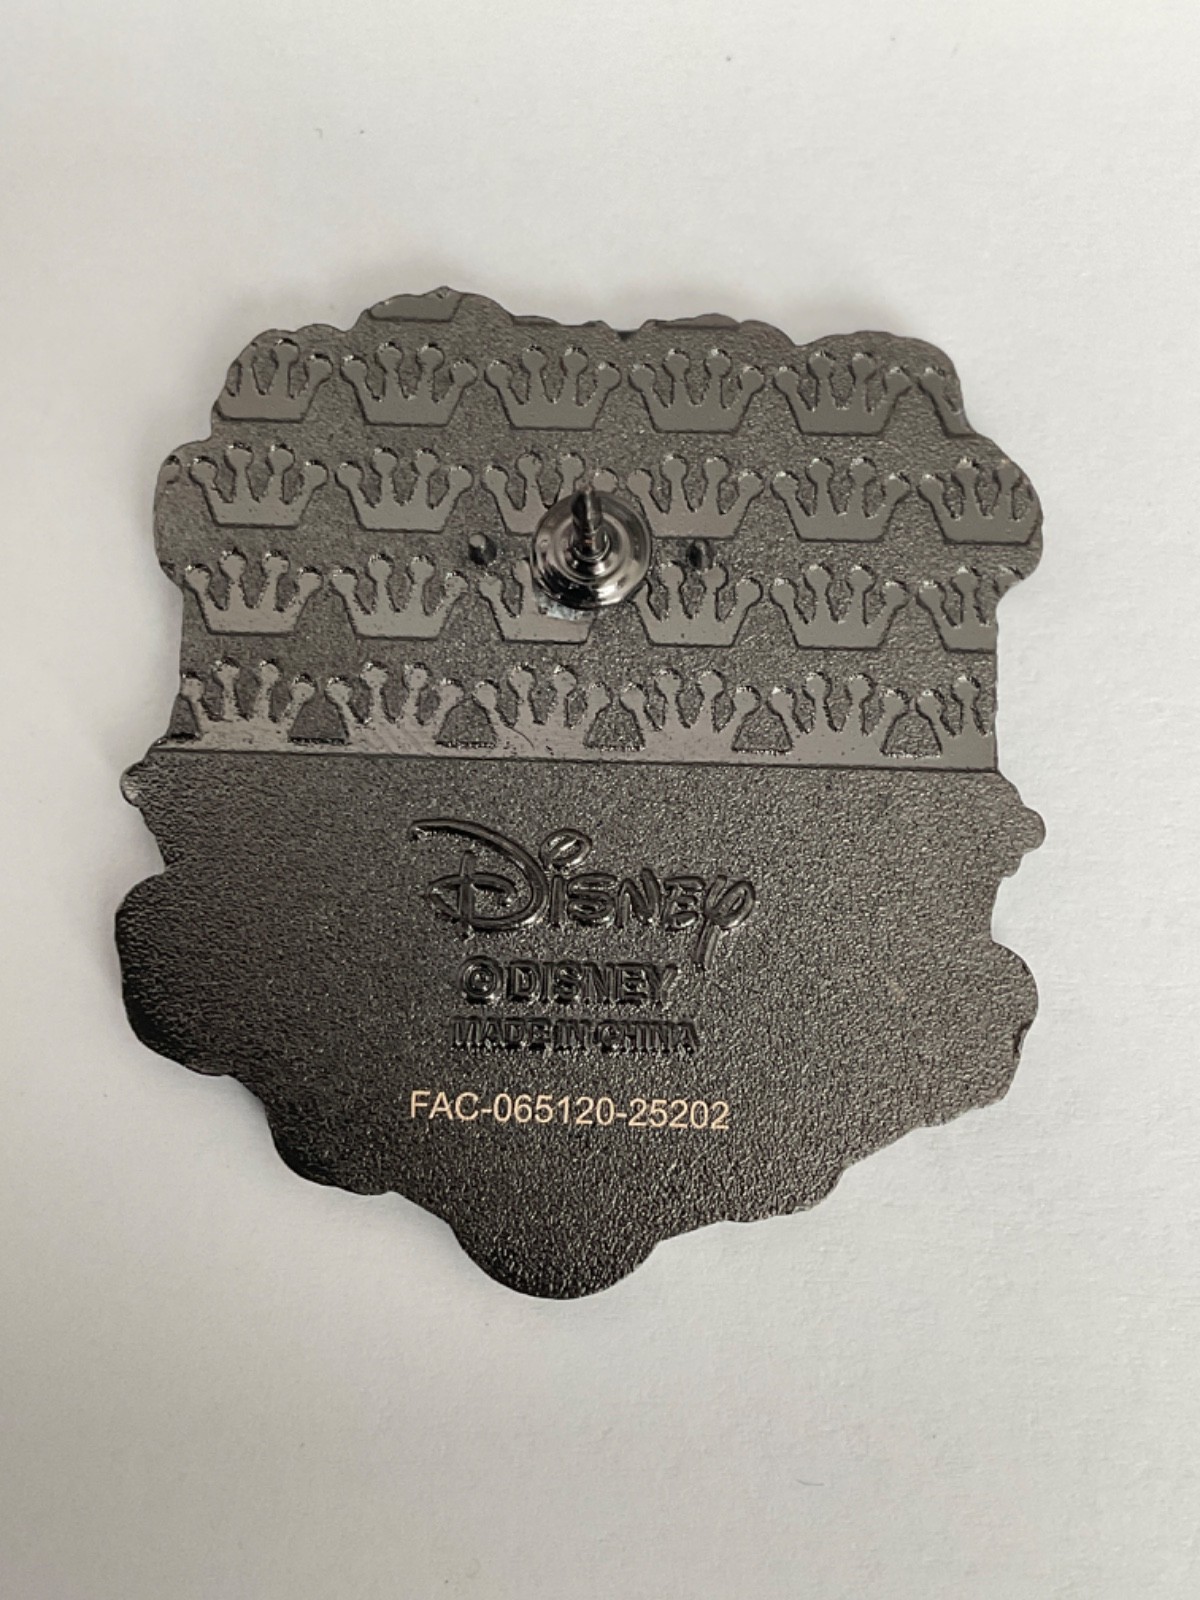 Disney
©DISNEY
MADE IN CHINA
FAC-065120-25202